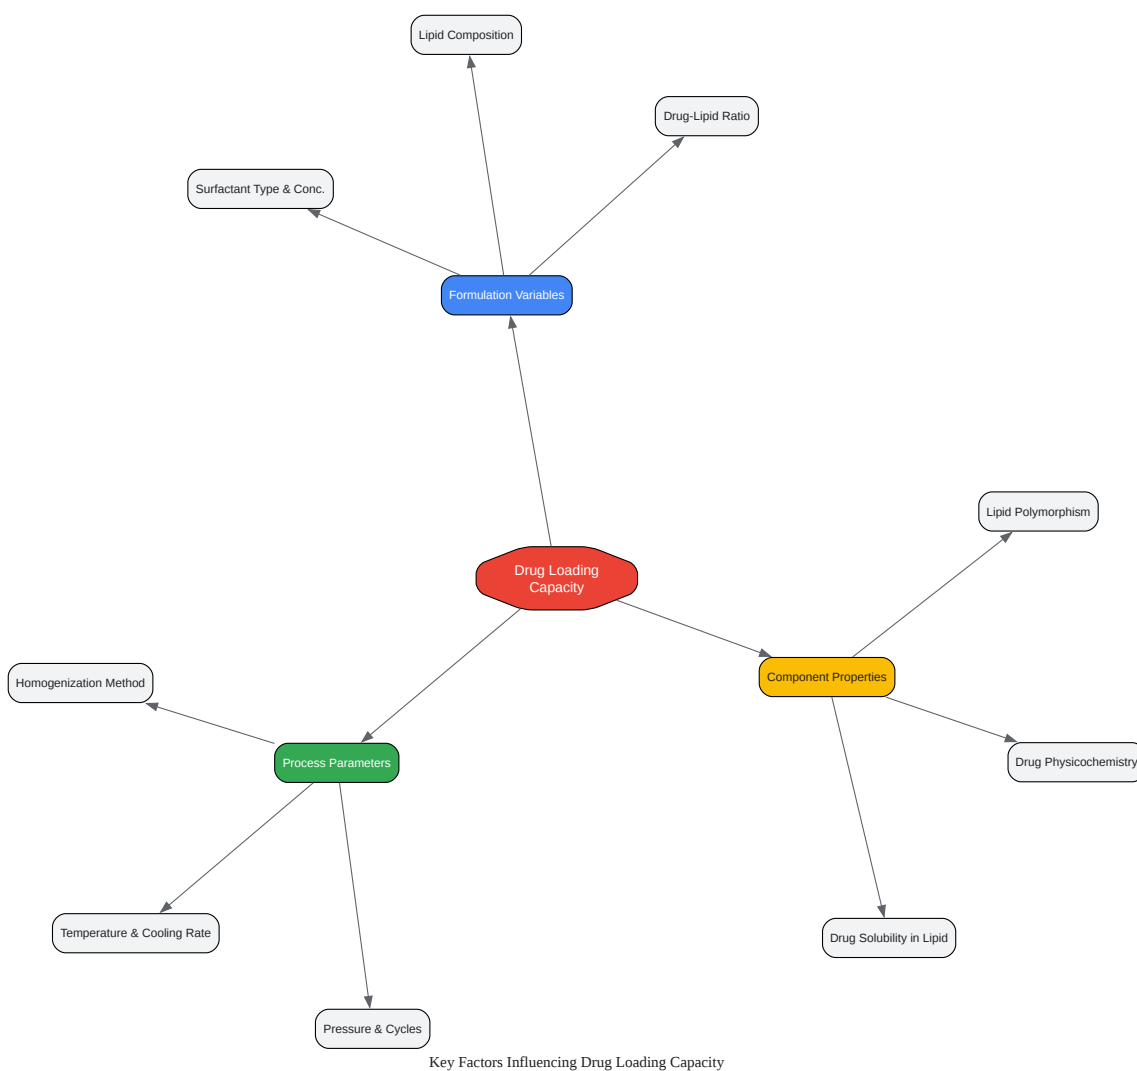 Lipid Composition
Drug-Lipid Ratio
Surfactant Type & Conc.
Formulation Variables
Lipid Polymorphism
Drug Loading
Capacity
Component Properties
Homogenization Method
Process Parameters
Drug Physicochemistry
Temperature & Cooling Rate
Drug Solubility in Lipid
Pressure & Cycles
Key Factors Influencing Drug Loading Capacity